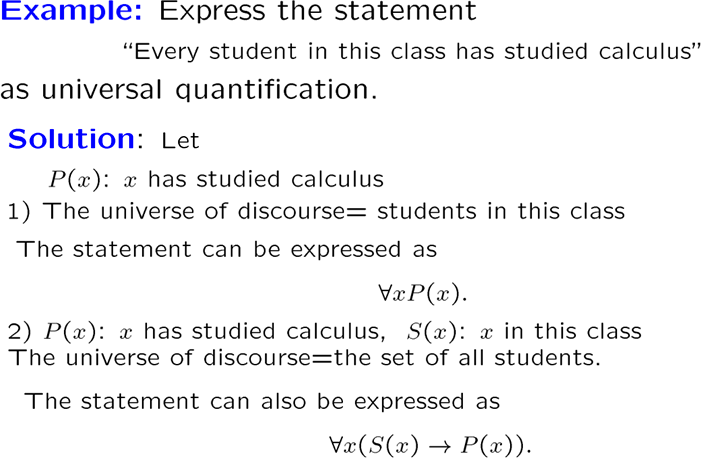 Example: Express the statement
“Every student in this class has studied calculus”
as universal quantification.
Solution: Let
P(x): x has studied calculus
1) The universe of discourse= students in this class
The statement can be expressed as
∀xP(x).
2) P(x): x has studied calculus, S(x): x in this class
The universe of discourse=the set of all students.
The statement can also be expressed as
∀x(S(x) → P(x)).